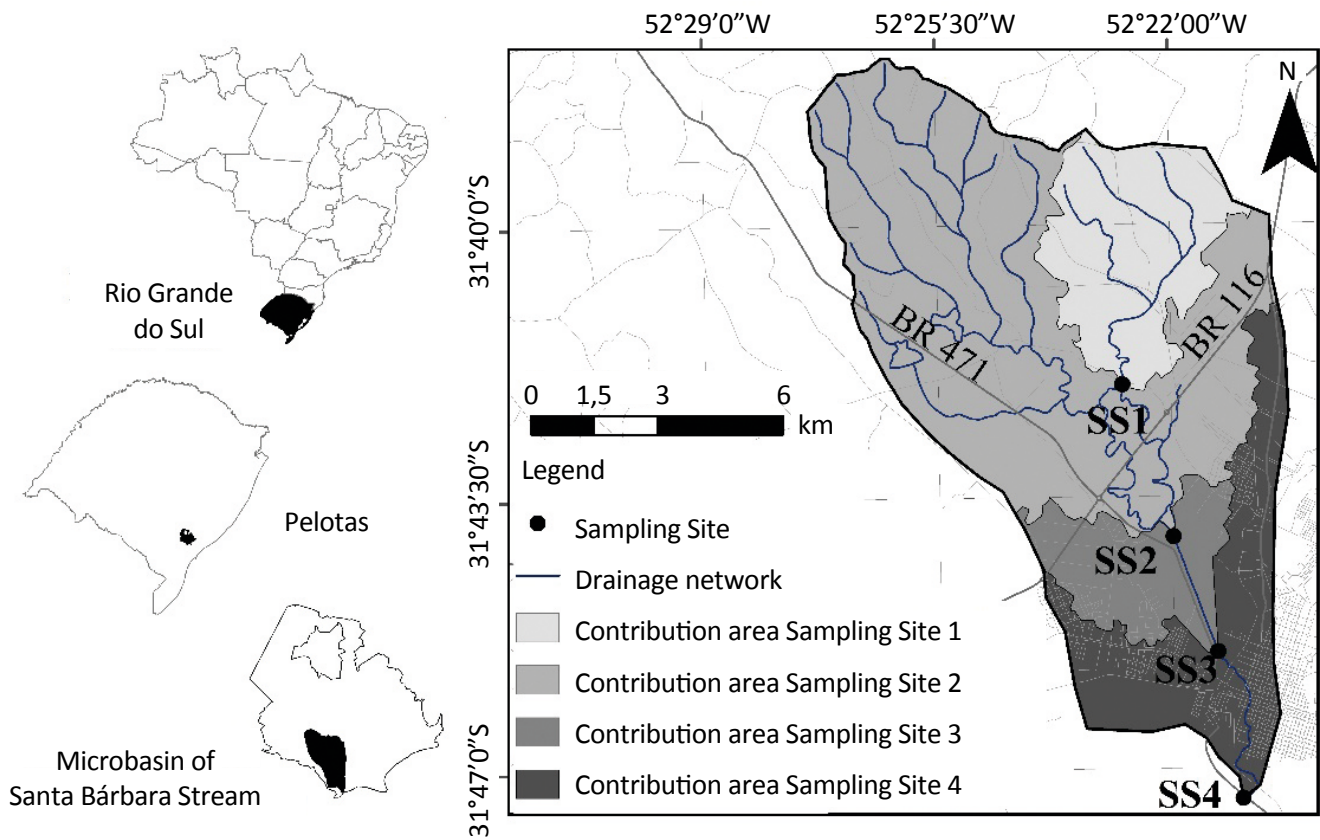 52°29'0”W
52°25'30”W
52°22'00”W
N
31°40'0”S
31°43'30”S
31°47'0”S
Rio Grande
do Sul
Pelotas
Microbasin of
Santa Bárbara Stream
BR 471
BR 116
SS1
SS2
SS3
SS4
0 1,5 3 6
km
Legend
Sampling Site
Drainage network
Contribution area Sampling Site 1
Contribution area Sampling Site 2
Contribution area Sampling Site 3
Contribution area Sampling Site 4